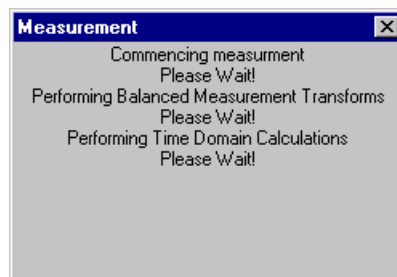 Measurement
Commencing measurment
Please Wait!
Performing Balanced Measurement Transforms
Please Wait!
Performing Time Domain Calculations
Please Wait!